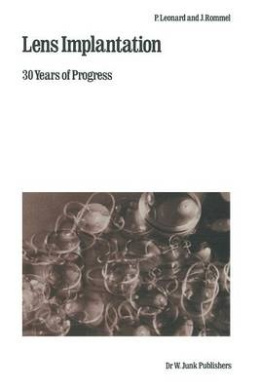 P. Leonard and J. Rommel
Lens Implantation
30 Years of Progress
Dr W. Junk Publishers